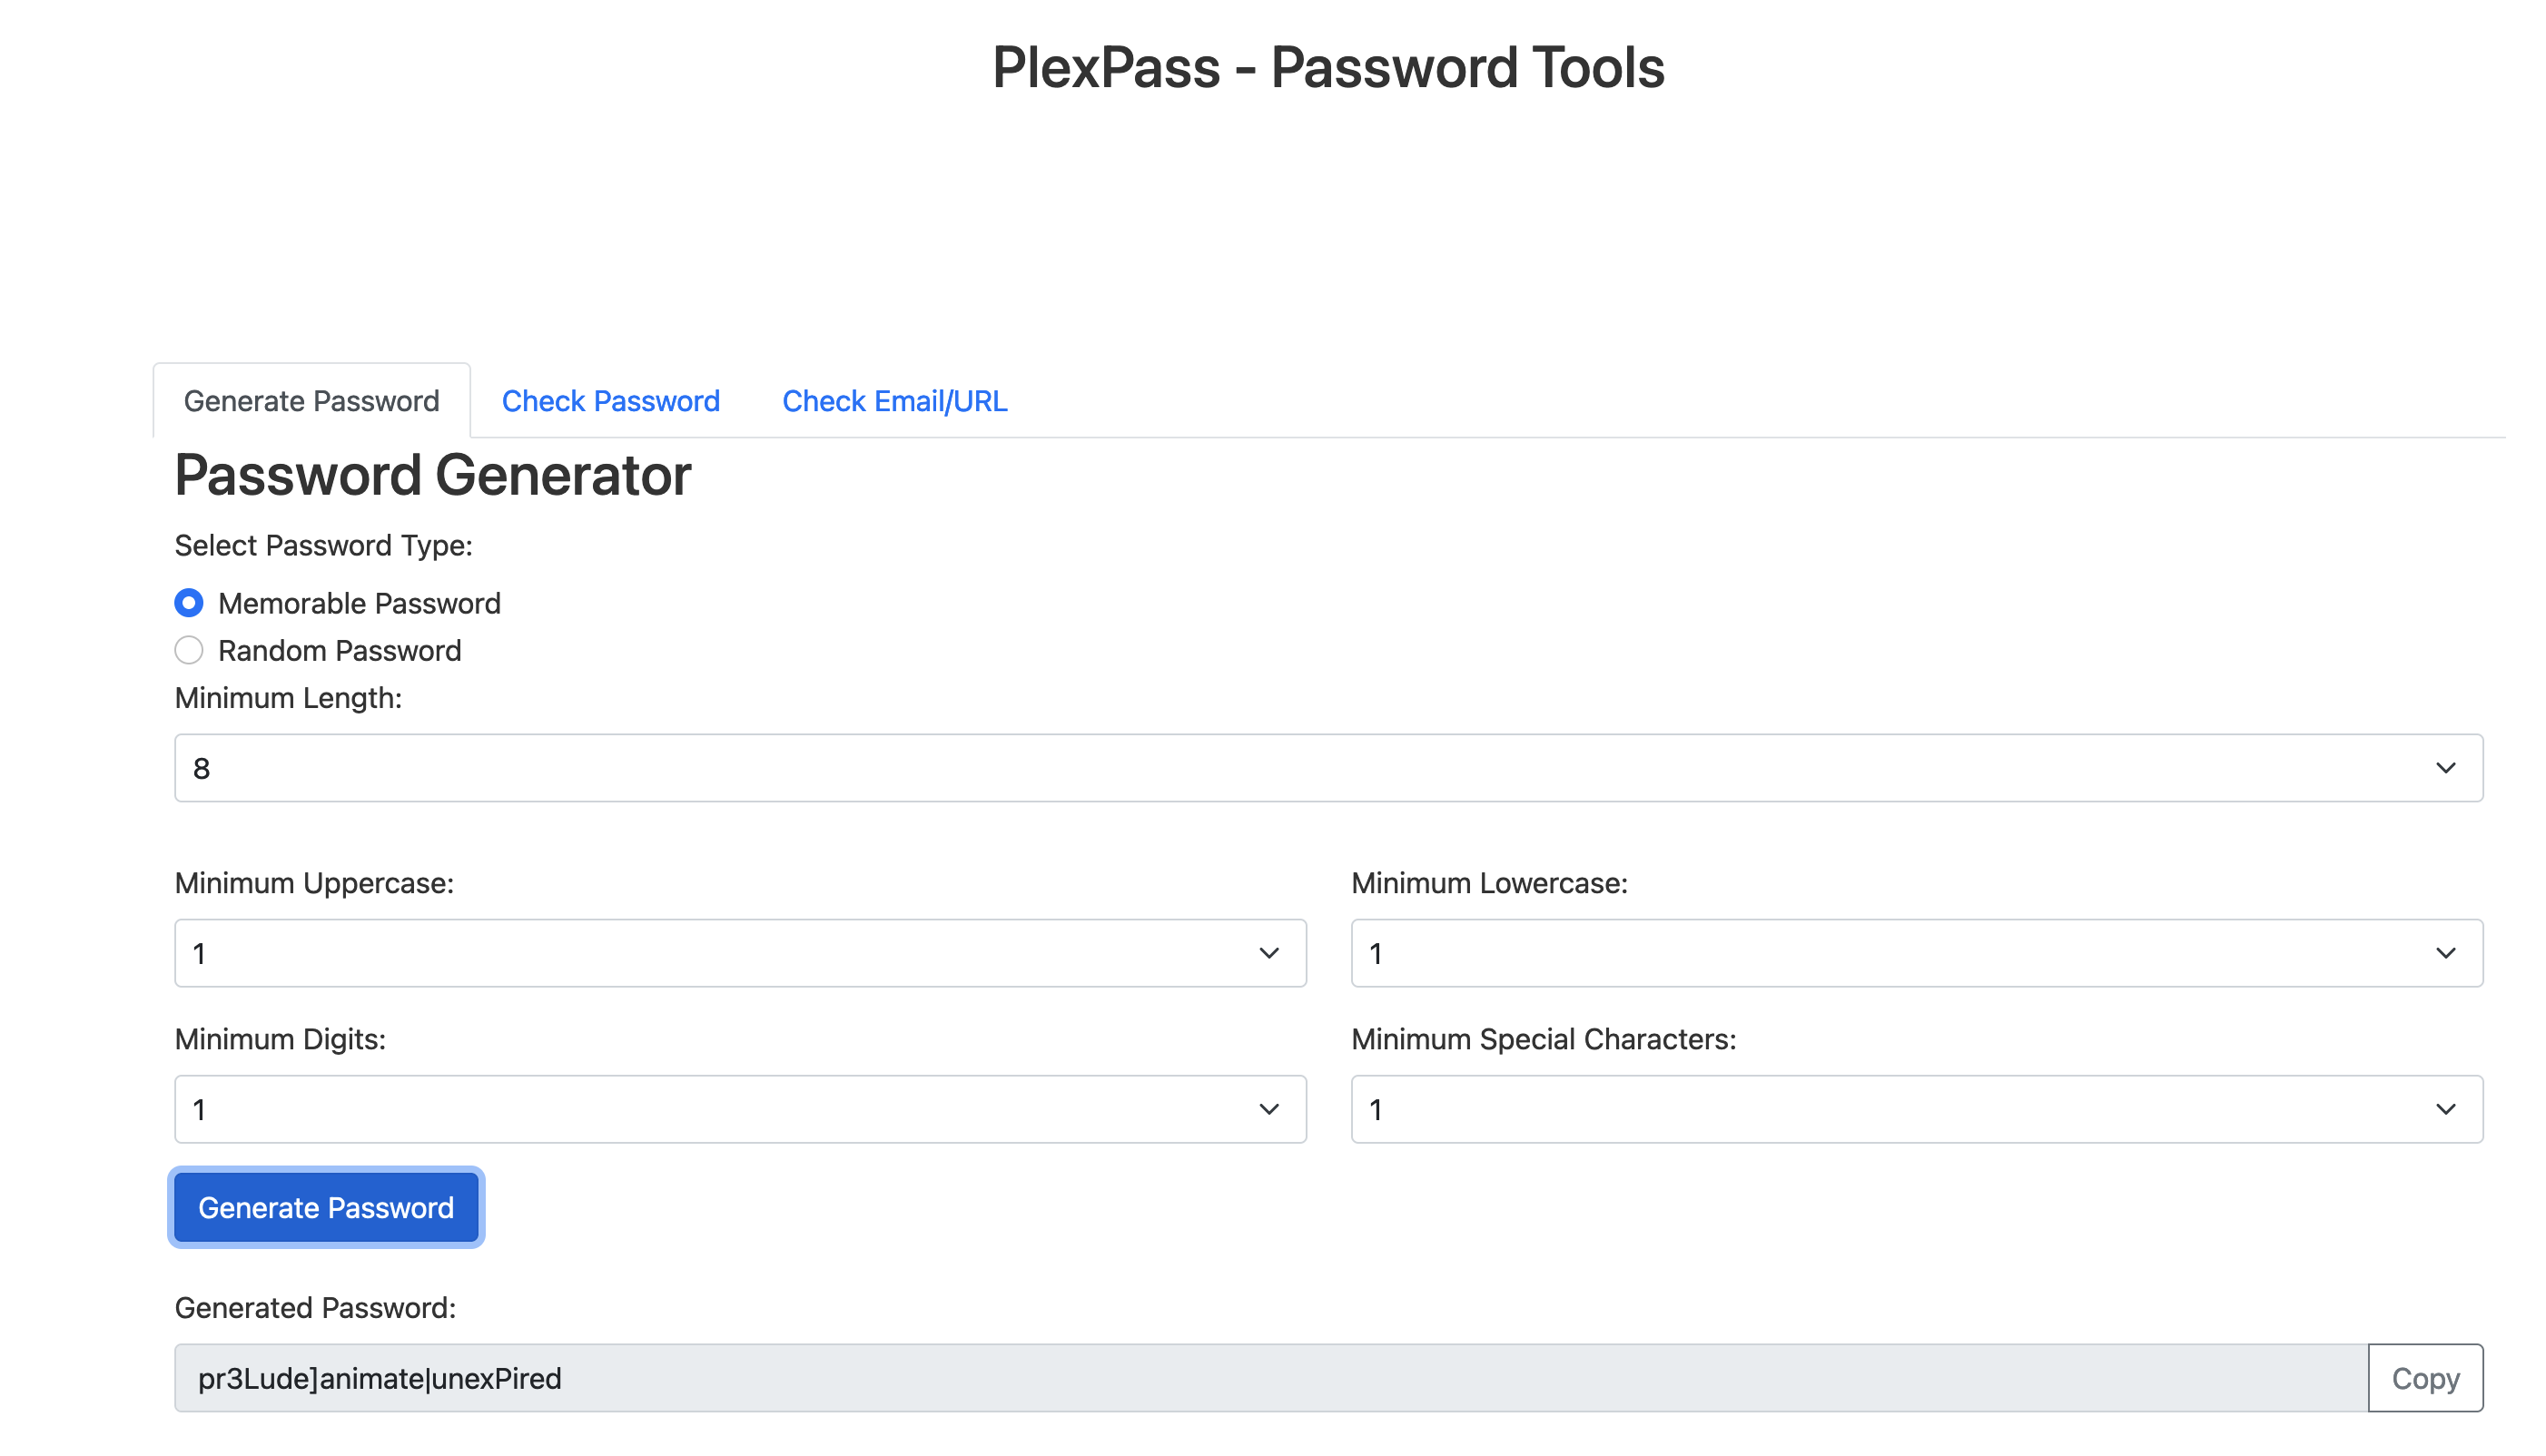 PlexPass - Password Tools
Generate Password Check Password Check Email/URL
Password Generator
Select Password Type:
Memorable Password
Random Password
Minimum Length:
8
Minimum Uppercase: Minimum Lowercase:
1 1
Minimum Digits: Minimum Special Characters:
1 1
Generate Password
Generated Password:
pr3Lude]animate|unexPired Copy